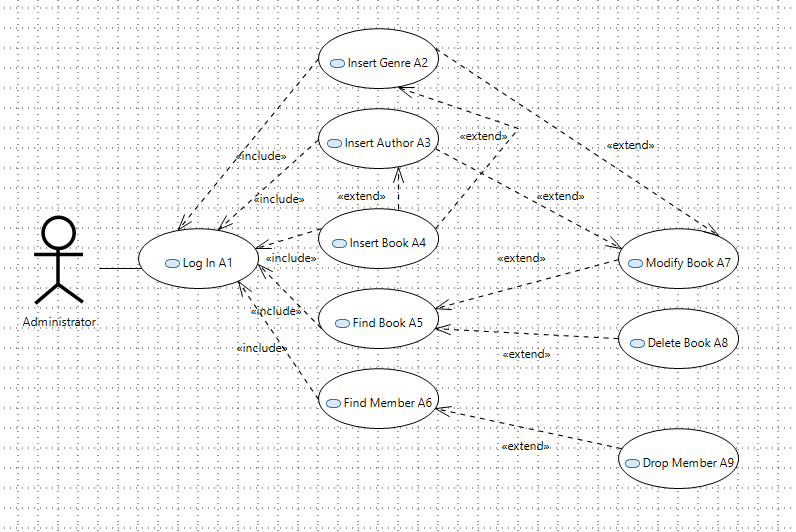 Insert Genre A2
«extend»
«extend»
Insert Author A3
«include»
«extend»
«extend»
«include»
Insert Book A4
«include»
«extend»
Log In A1
Modify Book A7
Administrator
«include»
Find Book A5
Delete Book A8
«include»
«extend»
Find Member A6
«extend»
Drop Member A9